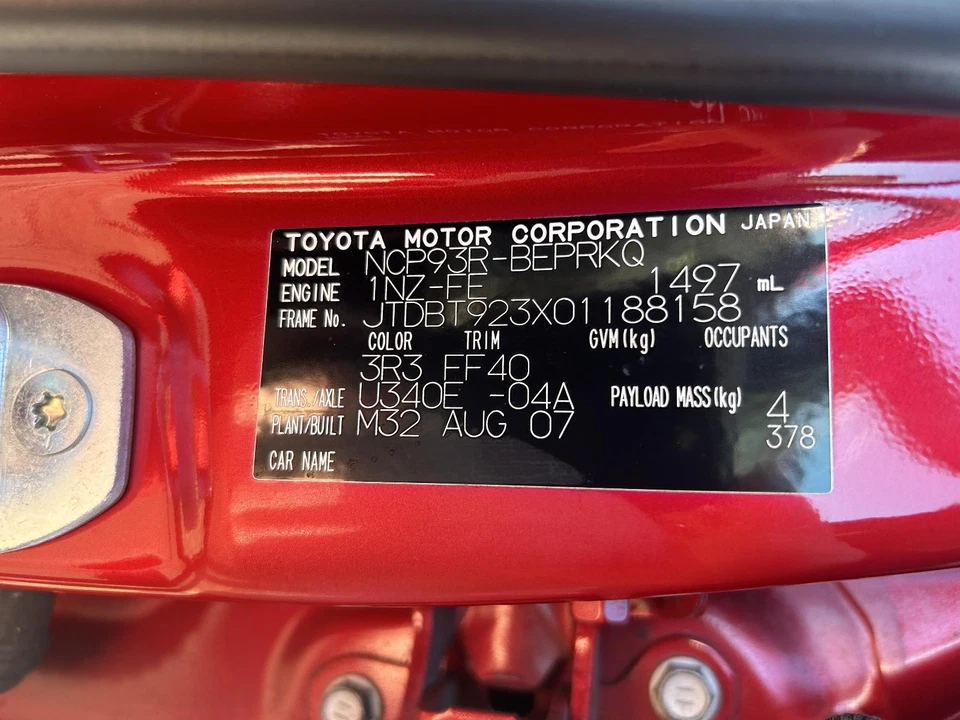 TOYOTA MOTOR CORPORATION JAPAN
MODEL NCP93R-BEPRKQ
ENGINE 1NZ-FE 1497 mL
FRAME No. JTDBT923X01188158
COLOR TRIM GVM(kg) OCCUPANTS
3R3 FF40
TRANS./AXLE U340E -04A PAYLOAD MASS(kg) 4
PLANT/BUILT M32 AUG 07 378
CAR NAME